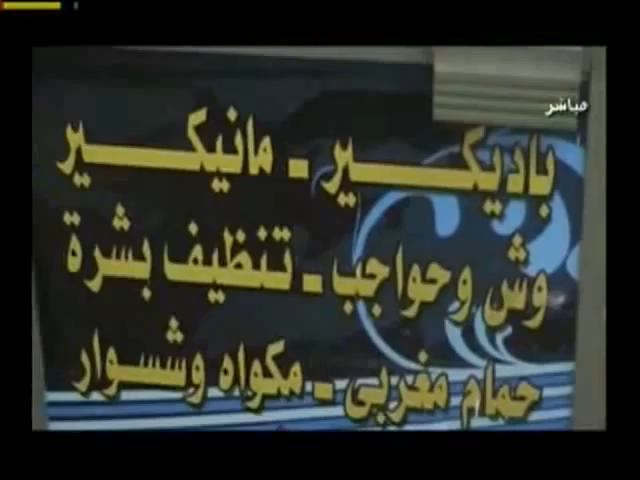 مباشر
باديكير - مانيكير
وش وحواجب - تنظيف بشرة
حمام مغربي - مكواه وشسوار